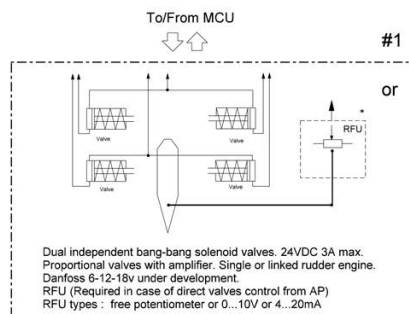 To/From MCU
#1
or
*
RFU
Valve
Valve
Valve
Valve
Dual independent bang-bang solenoid valves. 24VDC 3A max.
Proportional valves with amplifier. Single or linked rudder engine.
Danfoss 6-12-18v under development.
RFU (Required in case of direct valves control from AP)
RFU types : free potentiometer or 0...10V or 4...20mA